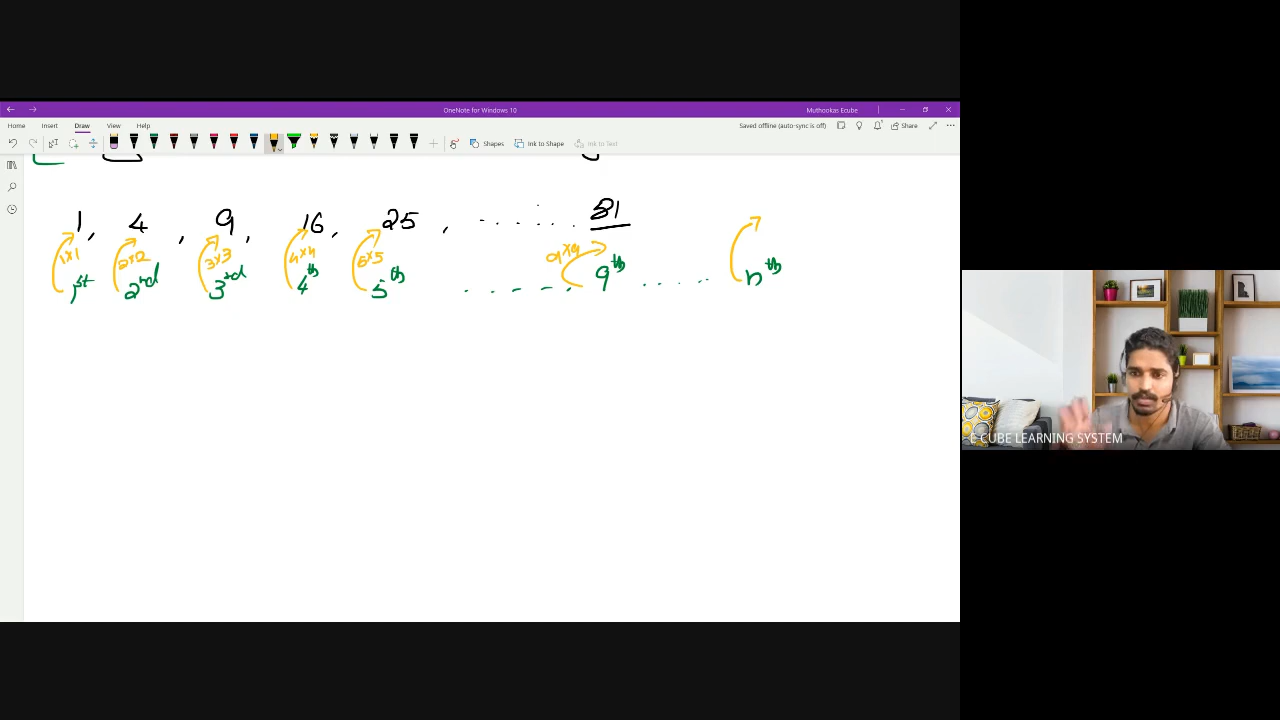 OneNote for Windows 10
Muthookas Ecube
Home Insert Draw View Help
Saved offline (auto-sync is off) Share
Shapes Ink to Shape Ink to Text
1, 4, 9, 16, 25, ....... 81
1x1 2x2 3x3 4x4 5x5 9x9
1st 2nd 3rd 4th 5th ...... 9th ..... nth
E CUBE LEARNING SYSTEM